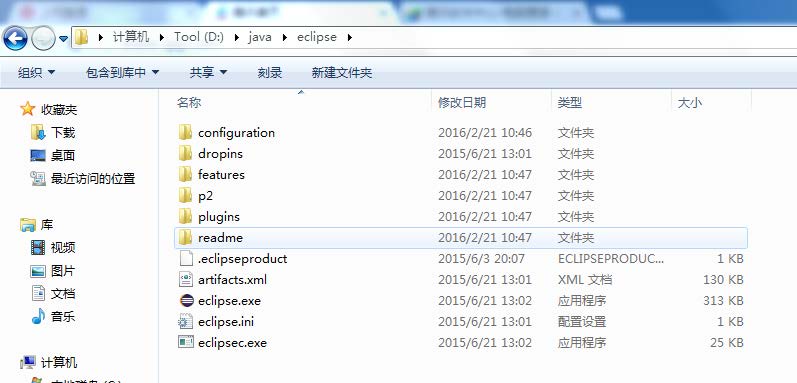 计算机 Tool (D:) java eclipse
组织 包含到库中 共享 刻录 新建文件夹
收藏夹
下载
桌面
最近访问的位置
库
视频
图片
文档
音乐
计算机
名称 修改日期 类型 大小
configuration 2016/2/21 10:46 文件夹
dropins 2015/6/21 13:01 文件夹
features 2016/2/21 10:47 文件夹
p2 2016/2/21 10:47 文件夹
plugins 2016/2/21 10:47 文件夹
readme 2016/2/21 10:47 文件夹
.eclipseproduct 2015/6/3 20:07 ECLIPSEPRODUC... 1 KB
artifacts.xml 2015/6/21 13:01 XML 文档 130 KB
eclipse.exe 2015/6/21 13:02 应用程序 313 KB
eclipse.ini 2015/6/21 13:01 配置设置 1 KB
eclipsec.exe 2015/6/21 13:02 应用程序 25 KB